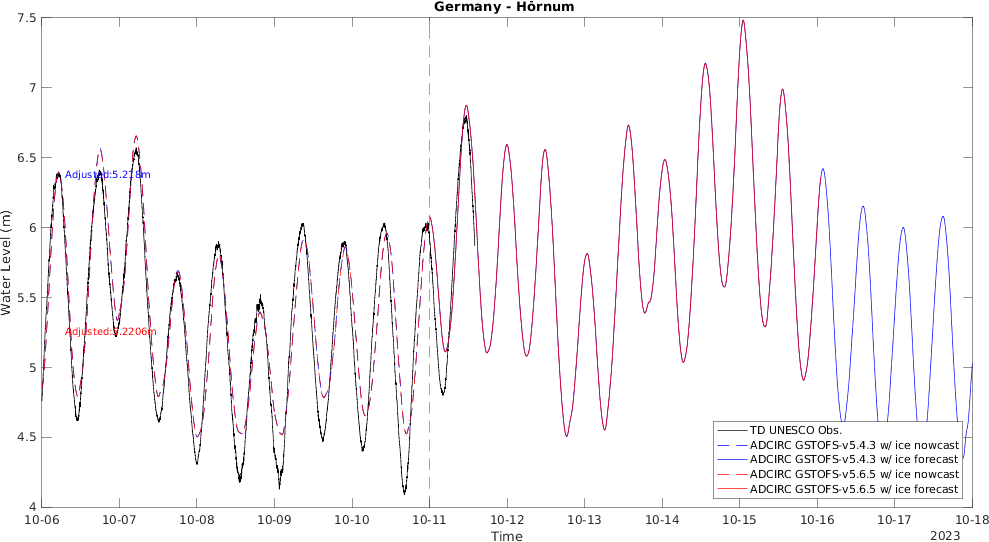 Germany - Hörnum
Water Level (m)
7.5
7
6.5
6
5.5
5
4.5
4
Adjusted:5.218m
Adjusted:5.2206m
TD UNESCO Obs.
ADCIRC GSTOFS-v5.4.3 w/ ice nowcast
ADCIRC GSTOFS-v5.4.3 w/ ice forecast
ADCIRC GSTOFS-v5.6.5 w/ ice nowcast
ADCIRC GSTOFS-v5.6.5 w/ ice forecast
10-06 10-07 10-08 10-09 10-10 10-11 10-12 10-13 10-14 10-15 10-16 10-17 10-18
Time
2023